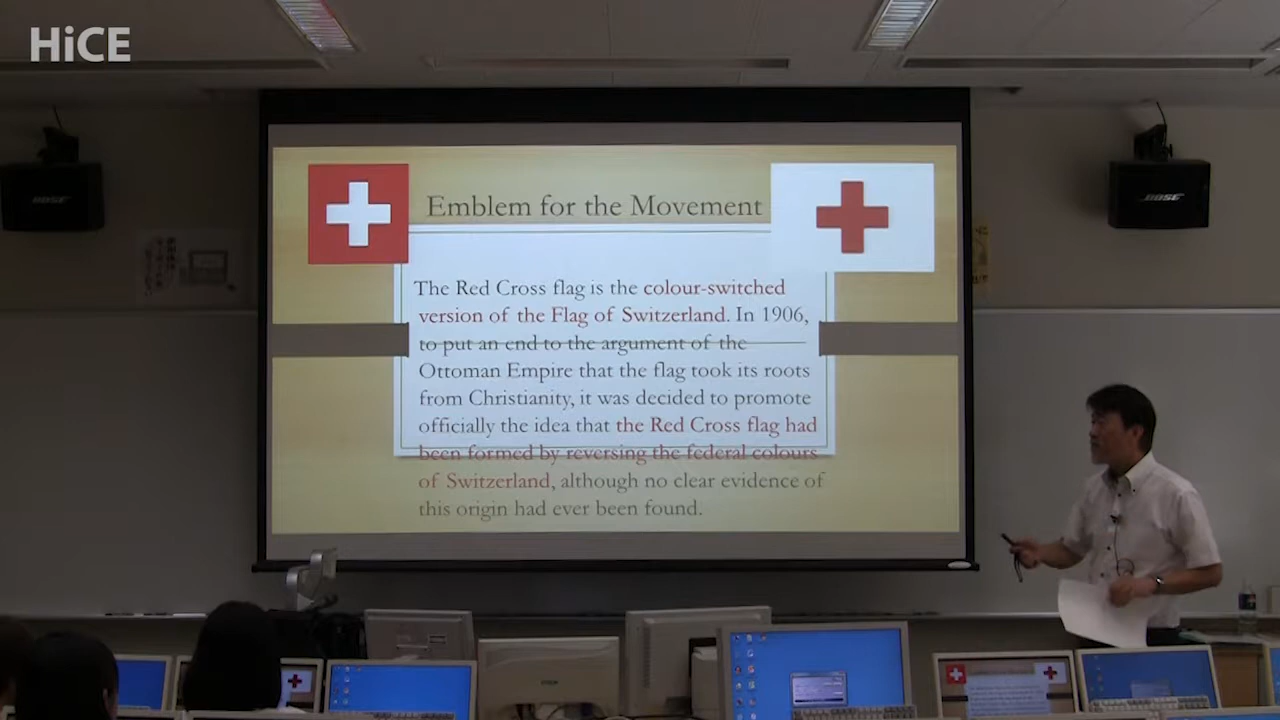 HiCE
BOSE
BOSE
Emblem for the Movement
The Red Cross flag is the colour-switched
version of the Flag of Switzerland. In 1906,
to put an end to the argument of the
Ottoman Empire that the flag took its roots
from Christianity, it was decided to promote
officially the idea that the Red Cross flag had
been formed by reversing the federal colours
of Switzerland, although no clear evidence of
this origin had ever been found.